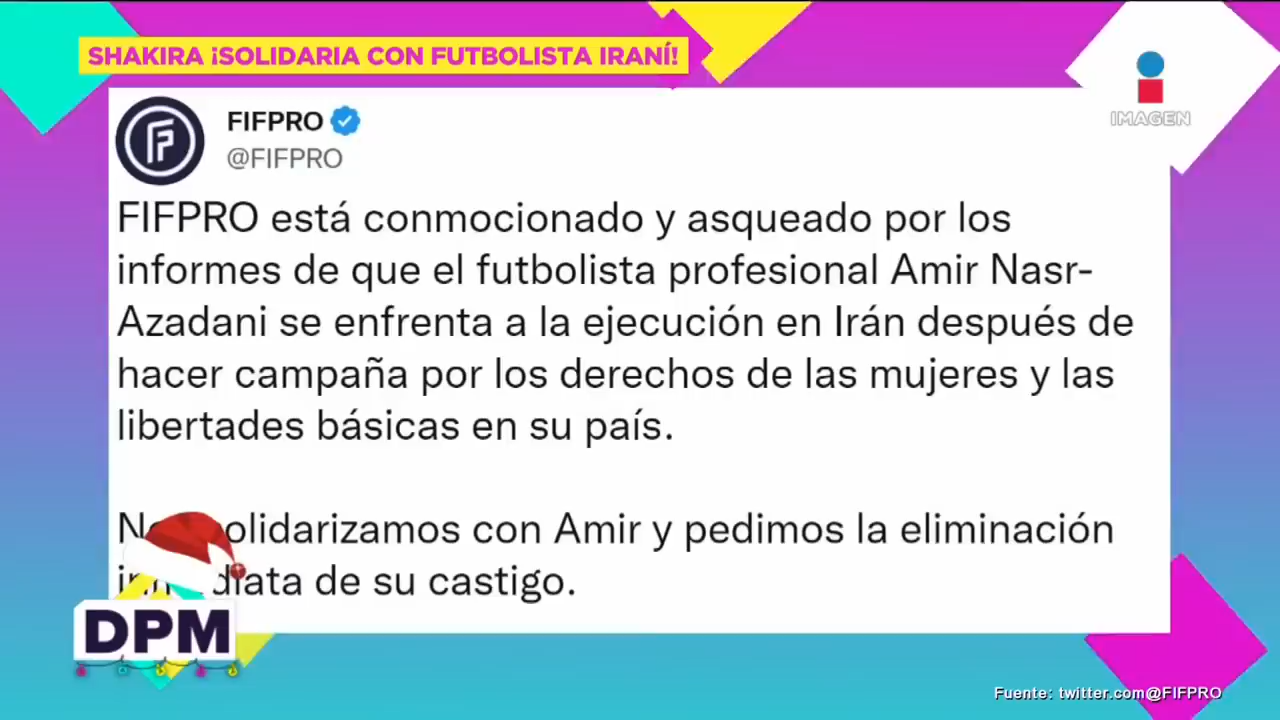 SHAKIRA ¡SOLIDARIA CON FUTBOLISTA IRANÍ!
IMAGEN
FIFPRO
@FIFPRO
FIFPRO está conmocionado y asqueado por los
informes de que el futbolista profesional Amir Nasr-
Azadani se enfrenta a la ejecución en Irán después de
hacer campaña por los derechos de las mujeres y las
libertades básicas en su país.
solidarizamos con Amir y pedimos la eliminación
inmediata de su castigo.
DPM
Fuente: twitter.com@FIFPRO